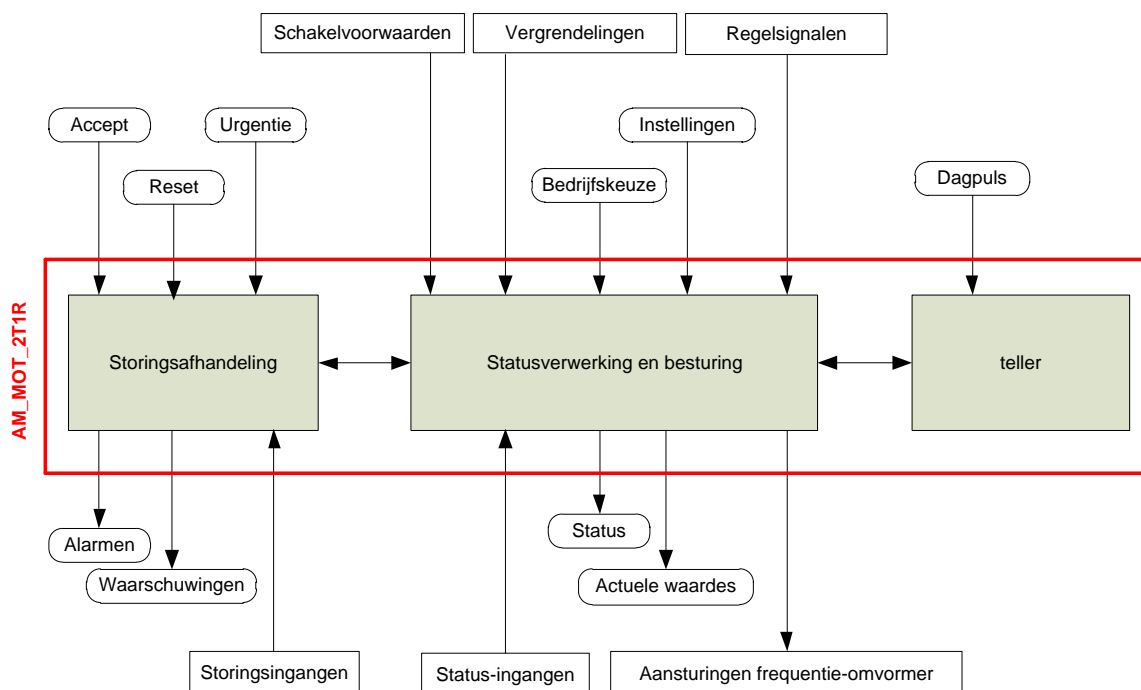 Schakelvoorwaarden
Vergrendelingen
Regelsignalen
Accept
Urgentie
Instellingen
Reset
Bedrijfskeuze
Dagpuls
AM_MOT_2T1R
Storingsafhandeling
Statusverwerking en besturing
teller
Alarmen
Status
Waarschuwingen
Actuele waardes
Storingsingangen
Status-ingangen
Aansturingen frequentie-omvormer